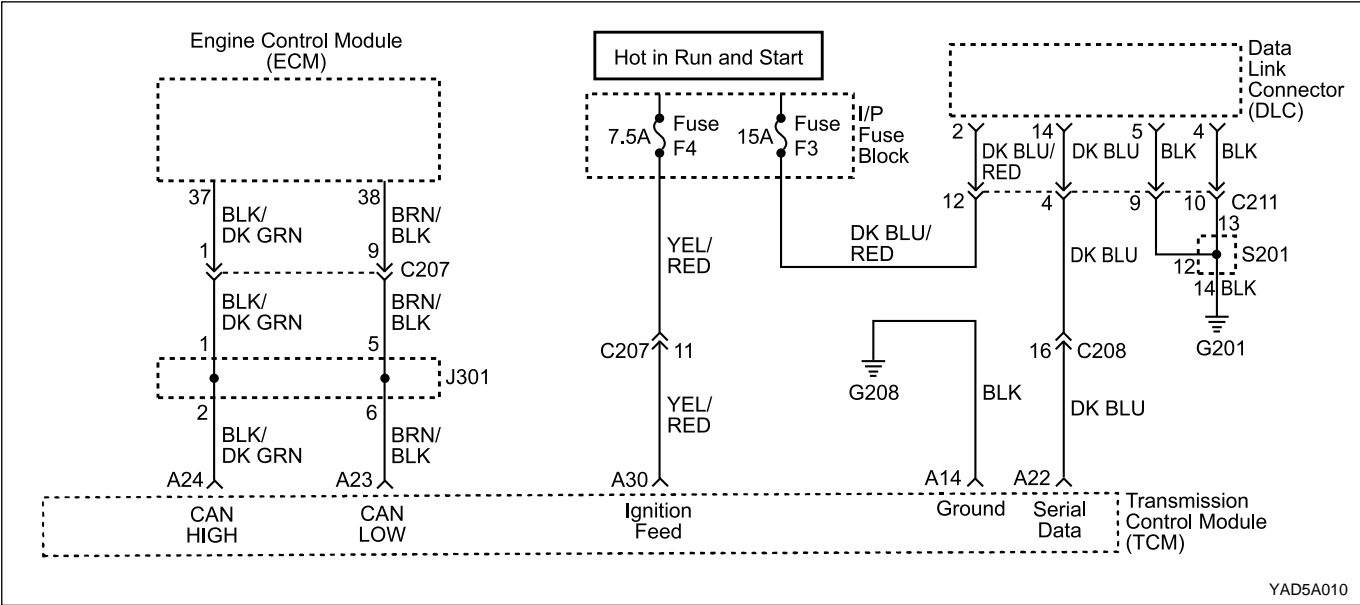 Engine Control Module
(ECM)
Hot in Run and Start
Data
Link
Connector
(DLC)
7.5A
Fuse
F4
15A
Fuse
F3
I/P
Fuse
Block
2
14
5
4
DK BLU/
RED
DK BLU
BLK
BLK
37
38
BLK/
DK GRN
BRN/
BLK
1
9
C207
12
4
9
10
C211
13
YEL/
RED
DK BLU/
RED
DK BLU
12
S201
14
BLK
G201
BLK/
DK GRN
BRN/
BLK
1
5
J301
2
6
C207
11
G208
BLK
16
C208
YEL/
RED
DK BLU
BLK/
DK GRN
BRN/
BLK
A24
A23
A30
A14
A22
CAN
HIGH
CAN
LOW
Ignition
Feed
Ground
Serial
Data
Transmission
Control Module
(TCM)
YAD5A010